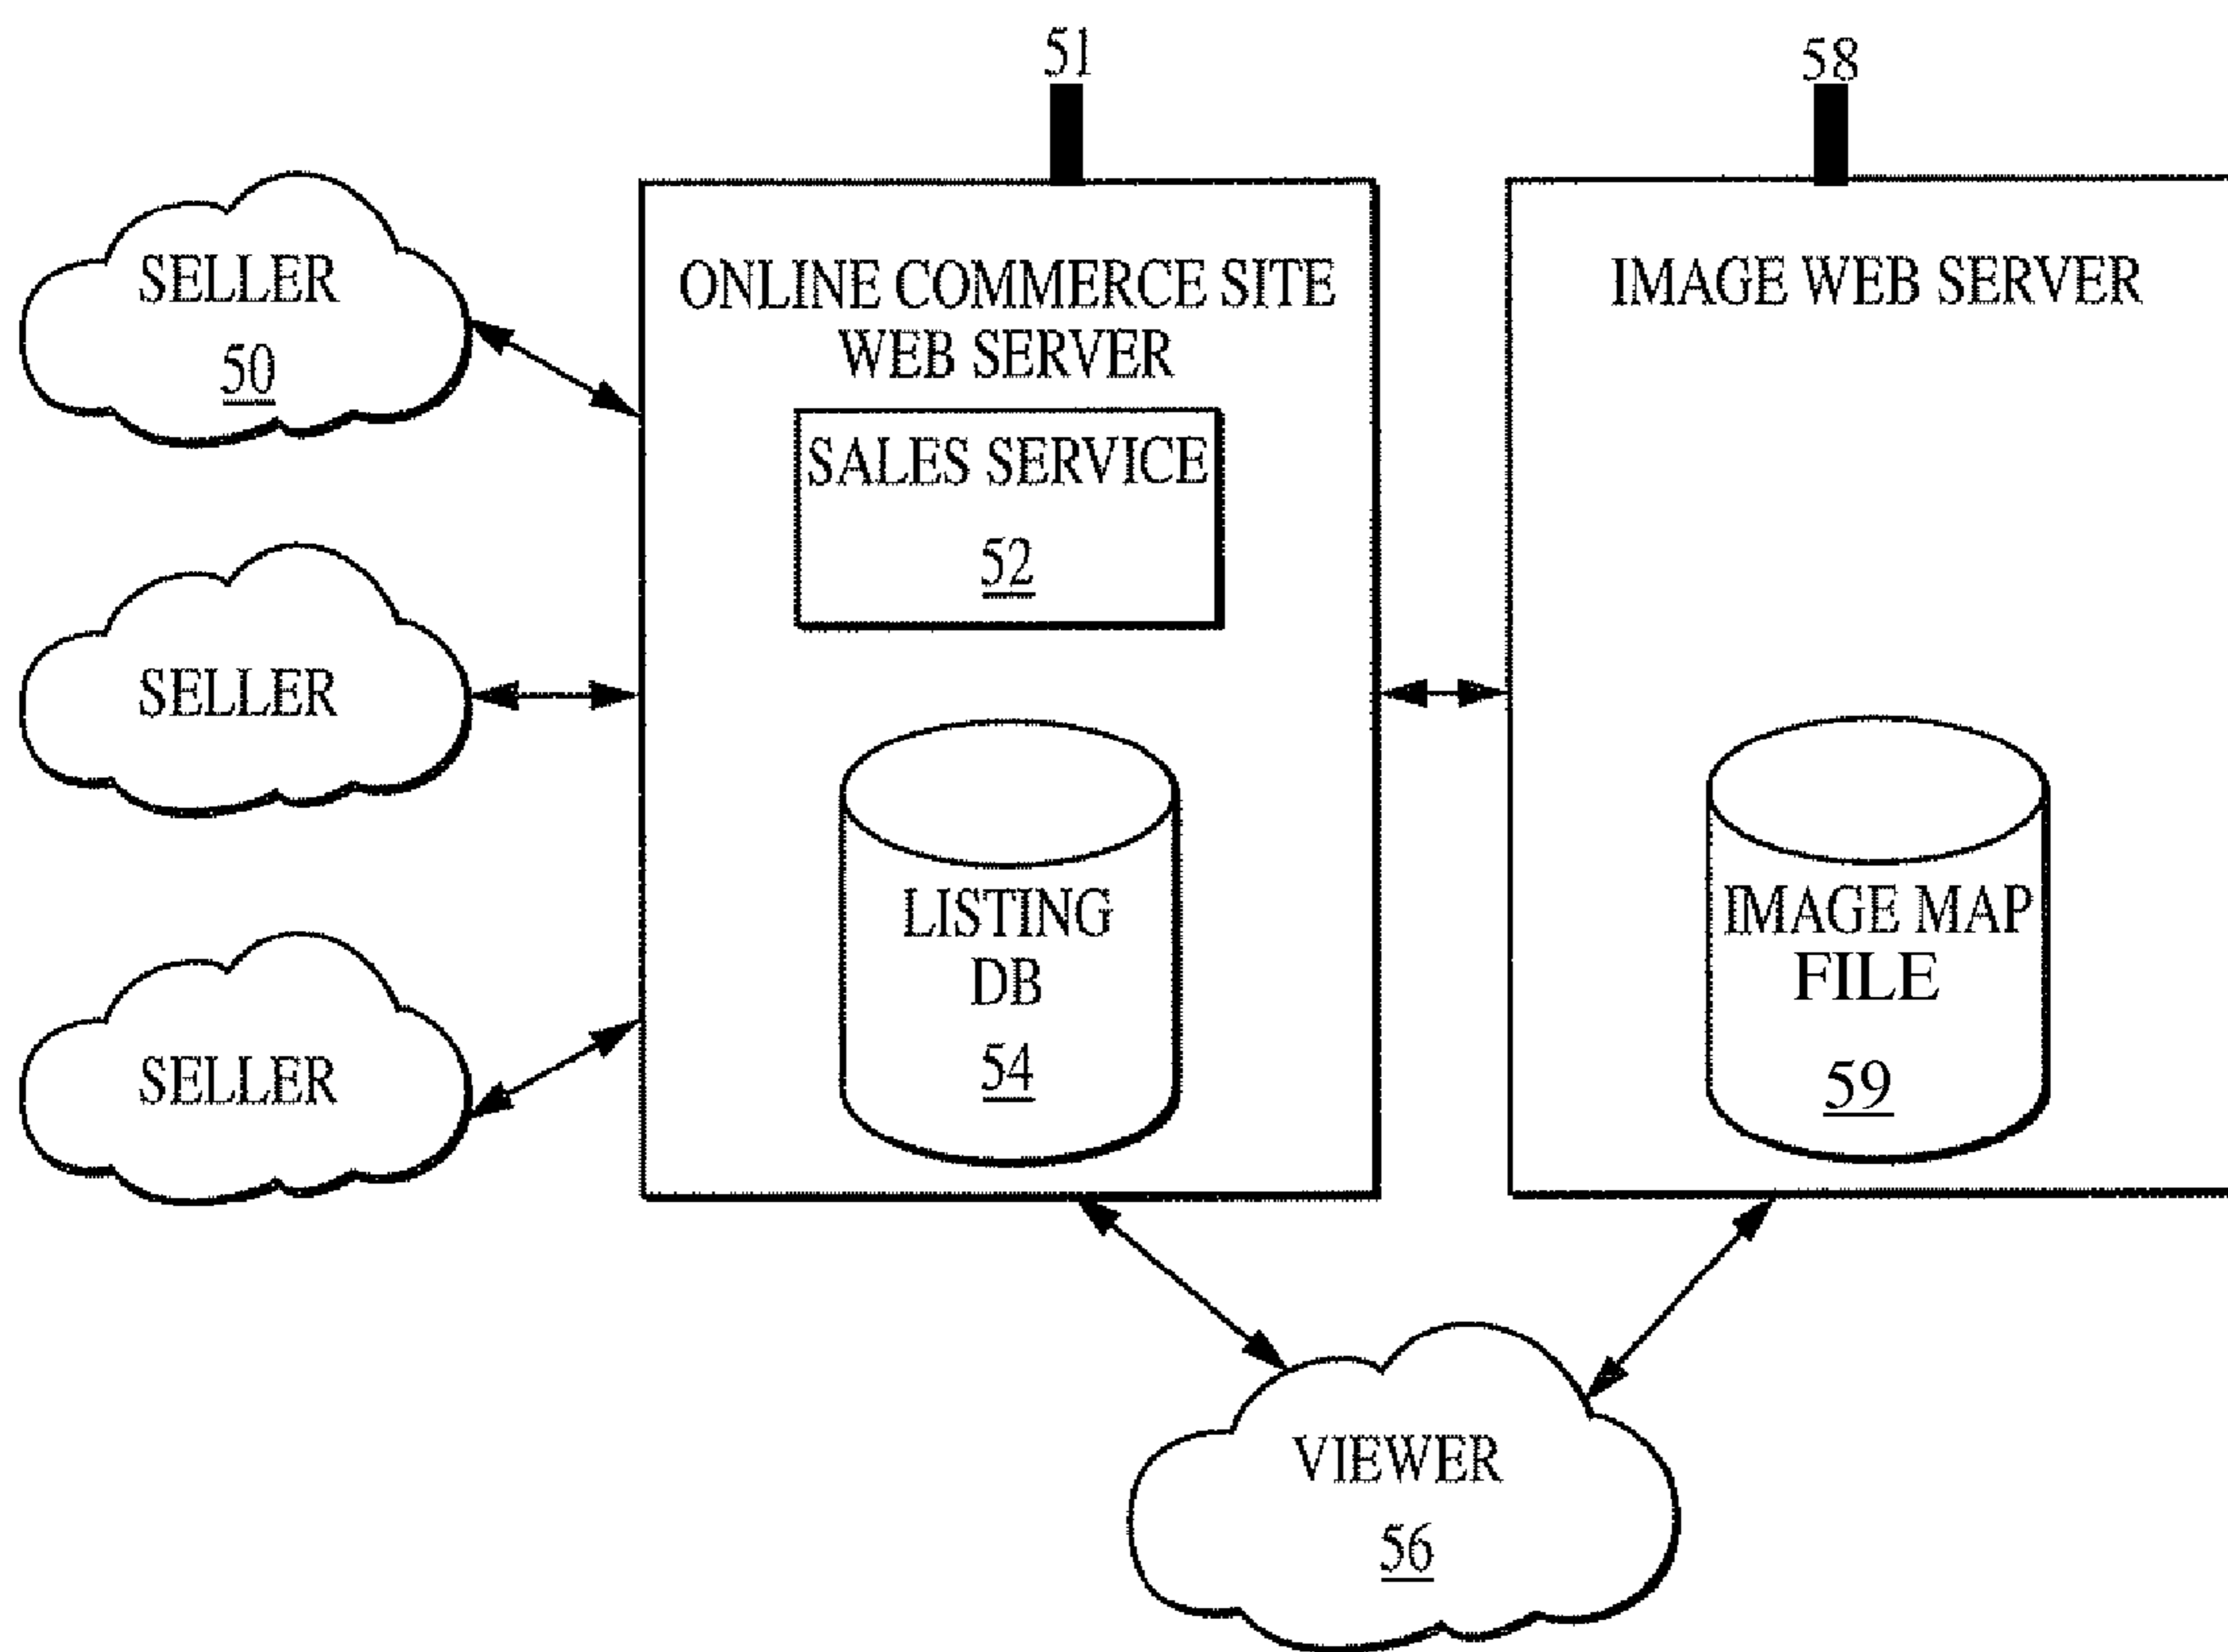 51
58
SELLER
50
ONLINE COMMERCE SITE
WEB SERVER
IMAGE WEB SERVER
SALES SERVICE
52
SELLER
LISTING
DB
54
IMAGE MAP
FILE
59
SELLER
VIEWER
56